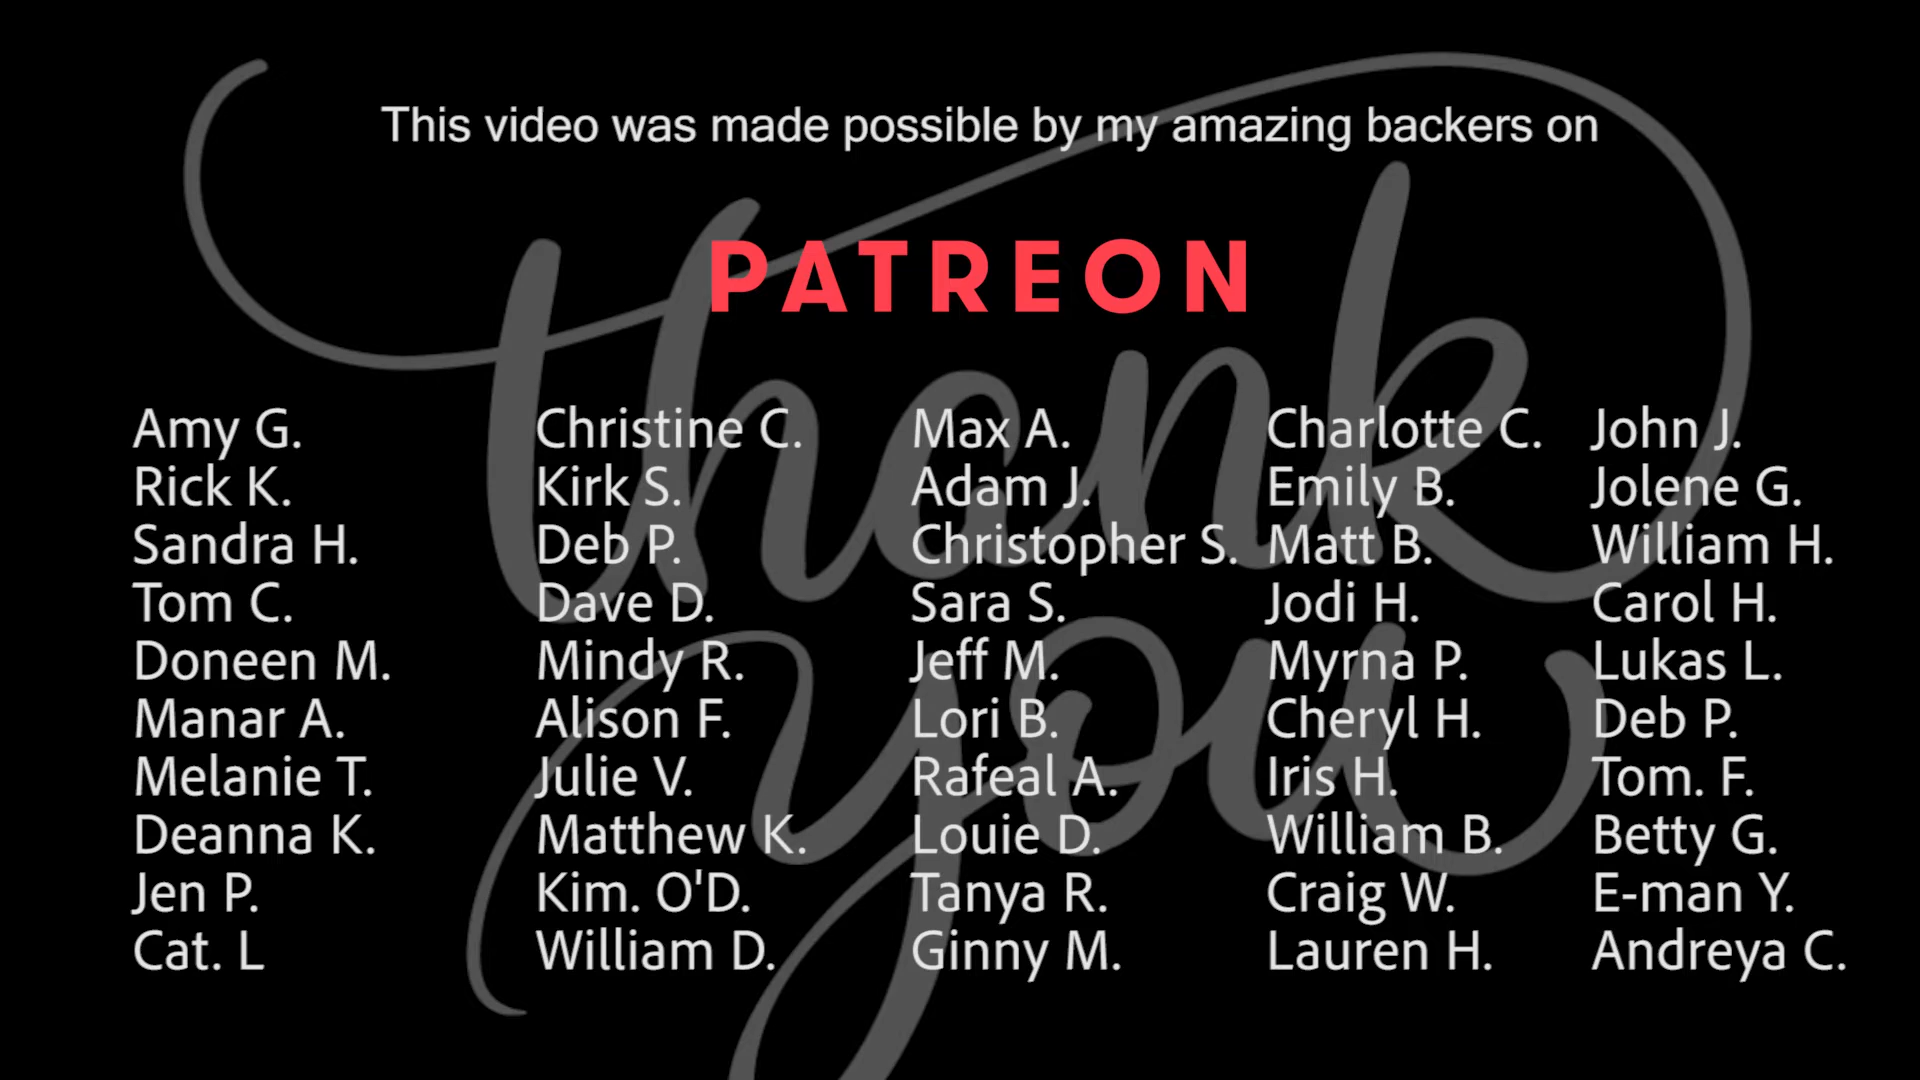 This video was made possible by my amazing backers on
PATREON
thank
you
Amy G.
Rick K.
Sandra H.
Tom C.
Doneen M.
Manar A.
Melanie T.
Deanna K.
Jen P.
Cat. L
Christine C.
Kirk S.
Deb P.
Dave D.
Mindy R.
Alison F.
Julie V.
Matthew K.
Kim. O'D.
William D.
Max A.
Adam J.
Christopher S.
Sara S.
Jeff M.
Lori B.
Rafeal A.
Louie D.
Tanya R.
Ginny M.
Charlotte C.
Emily B.
Matt B.
Jodi H.
Myrna P.
Cheryl H.
Iris H.
William B.
Craig W.
Lauren H.
John J.
Jolene G.
William H.
Carol H.
Lukas L.
Deb P.
Tom. F.
Betty G.
E-man Y.
Andreya C.